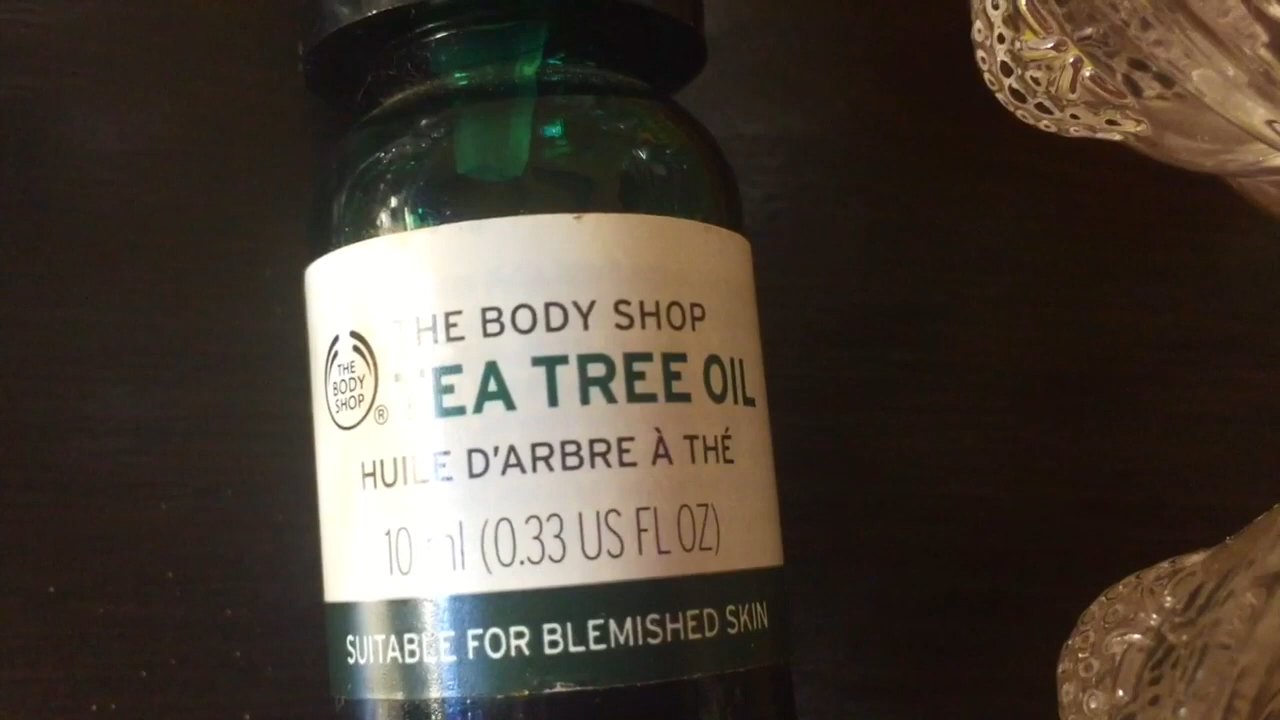 THE BODY SHOP
TEA TREE OIL
THE
BODY
SHOP
®
HUILE D'ARBRE À THÉ
10 ml (0.33 US FL OZ)
SUITABLE FOR BLEMISHED SKIN